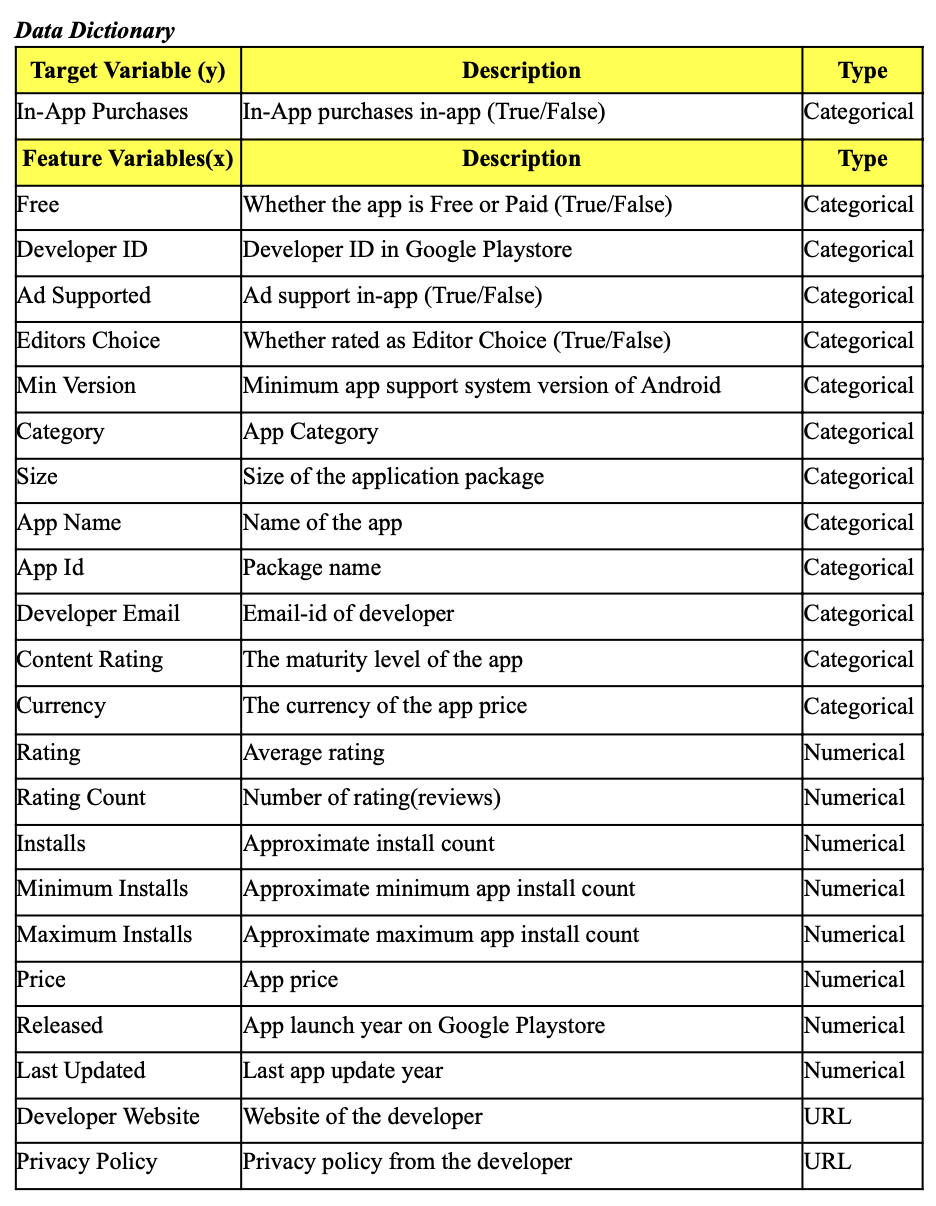 Data Dictionary
Target Variable (y) Description Type
In-App Purchases In-App purchases in-app (True/False) Categorical
Feature Variables(x) Description Type
Free Whether the app is Free or Paid (True/False) Categorical
Developer ID Developer ID in Google Playstore Categorical
Ad Supported Ad support in-app (True/False) Categorical
Editors Choice Whether rated as Editor Choice (True/False) Categorical
Min Version Minimum app support system version of Android Categorical
Category App Category Categorical
Size Size of the application package Categorical
App Name Name of the app Categorical
App Id Package name Categorical
Developer Email Email-id of developer Categorical
Content Rating The maturity level of the app Categorical
Currency The currency of the app price Categorical
Rating Average rating Numerical
Rating Count Number of rating(reviews) Numerical
Installs Approximate install count Numerical
Minimum Installs Approximate minimum app install count Numerical
Maximum Installs Approximate maximum app install count Numerical
Price App price Numerical
Released App launch year on Google Playstore Numerical
Last Updated Last app update year Numerical
Developer Website Website of the developer URL
Privacy Policy Privacy policy from the developer URL